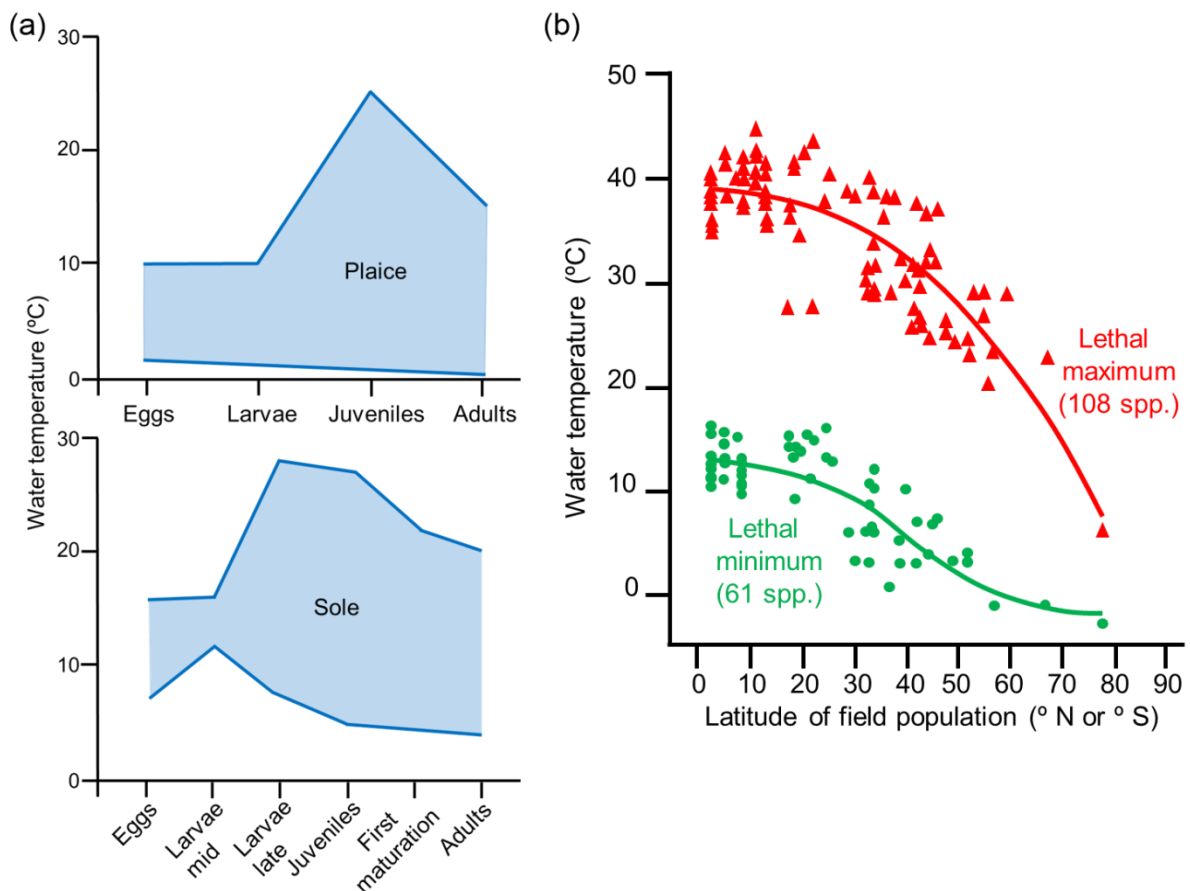 (a)
30
20
10
0
Plaice
Eggs
Larvae
Juveniles
Adults
Water temperature (ºC)
30
20
10
0
Sole
Eggs
Larvae
mid
Larvae
late
Juveniles
First
maturation
Adults
(b)
50
40
30
20
10
0
Water temperature (ºC)
Lethal
maximum
(108 spp.)
Lethal
minimum
(61 spp.)
0 10 20 30 40 50 60 70 80 90
Latitude of field population (º N or º S)